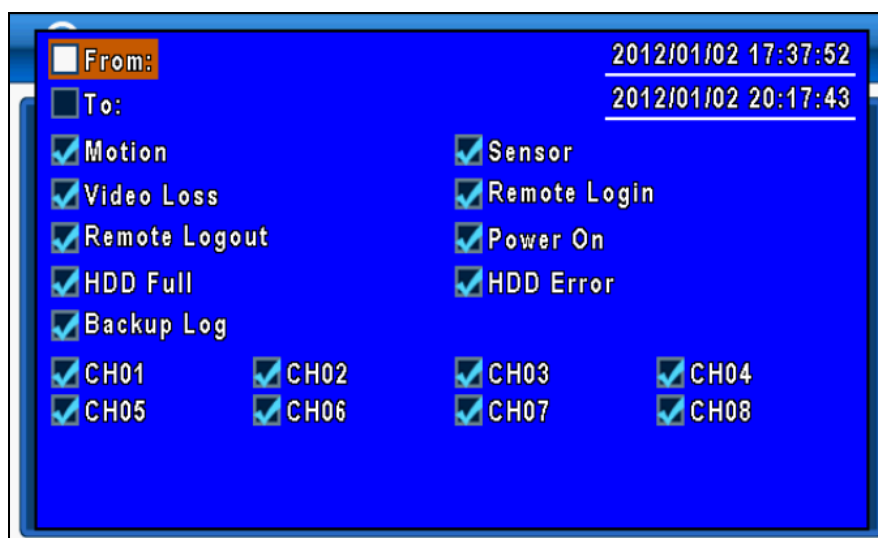 From: 2012/01/02 17:37:52
To: 2012/01/02 20:17:43
Motion Sensor
Video Loss Remote Login
Remote Logout Power On
HDD Full HDD Error
Backup Log
CH01 CH02 CH03 CH04
CH05 CH06 CH07 CH08